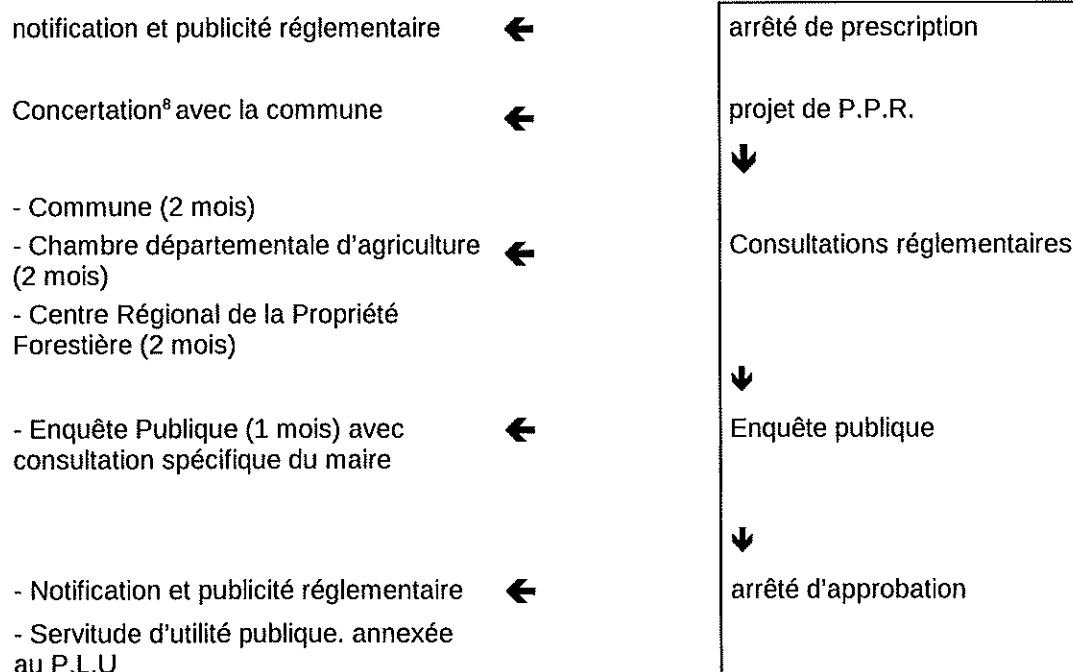 notification et publicité réglementaire 🡸 arrêté de prescription
Concertation⁸ avec la commune 🡸 projet de P.P.R.
🡻
- Commune (2 mois)
- Chambre départementale d'agriculture 🡸 Consultations réglementaires
(2 mois)
- Centre Régional de la Propriété
Forestière (2 mois)
🡻
- Enquête Publique (1 mois) avec 🡸 Enquête publique
consultation spécifique du maire
🡻
- Notification et publicité réglementaire 🡸 arrêté d'approbation
- Servitude d'utilité publique. annexée
au P.L.U